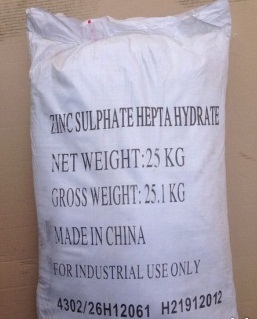 ZINC SULPHATE HEPTA HYDRATE
NET WEIGHT:25 KG
GROSS WEIGHT: 25.1 KG
MADE IN CHINA
FOR INDUSTRIAL USE ONLY
4302/26H12061 H21912012